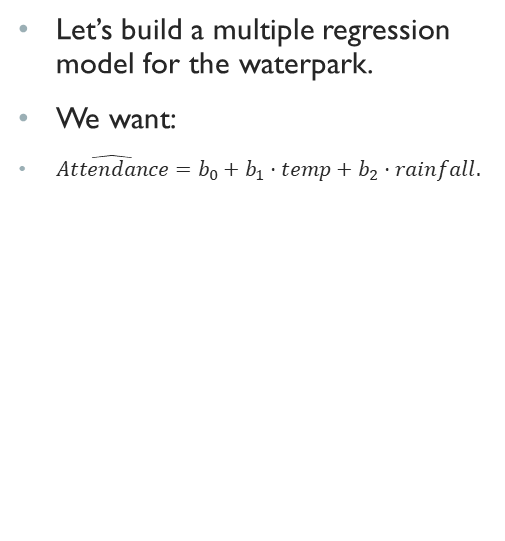 • Let’s build a multiple regression
model for the waterpark.
• We want:
• Attendance^ = b₀ + b₁ · temp + b₂ · rainfall.